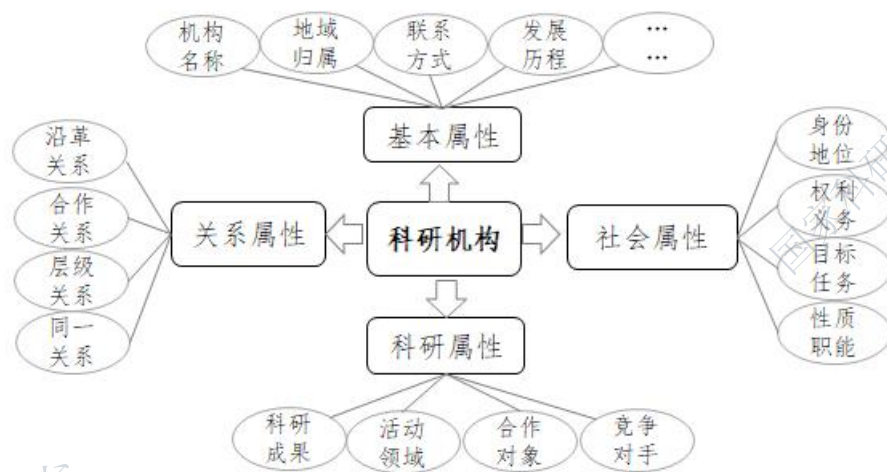 机构
名称
地域
归属
联系
方式
发展
历程
…
…
基本属性
沿革
关系
合作
关系
层级
关系
同一
关系
关系属性
科研机构
社会属性
身份
地位
权利
义务
目标
任务
性质
职能
科研属性
科研
成果
活动
领域
合作
对象
竞争
对手